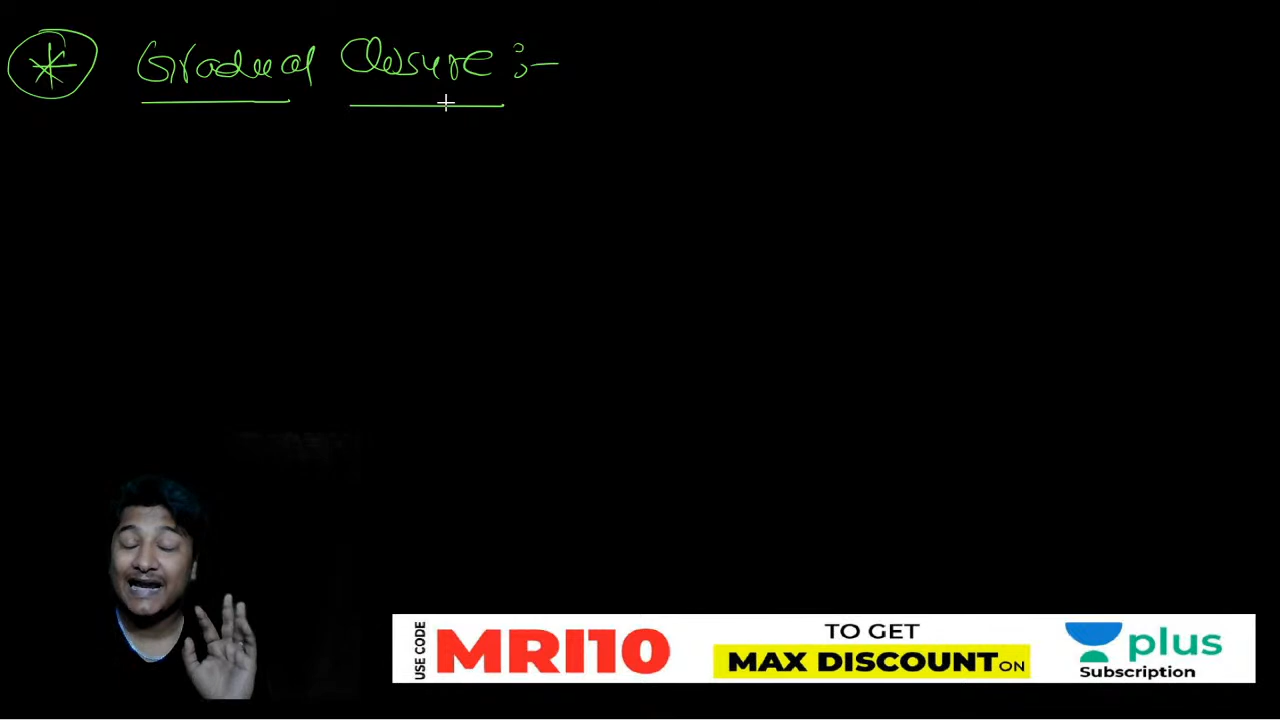 * Gradual Closure :-
USE CODE
MRI10
TO GET
MAX DISCOUNT ON
plus
Subscription